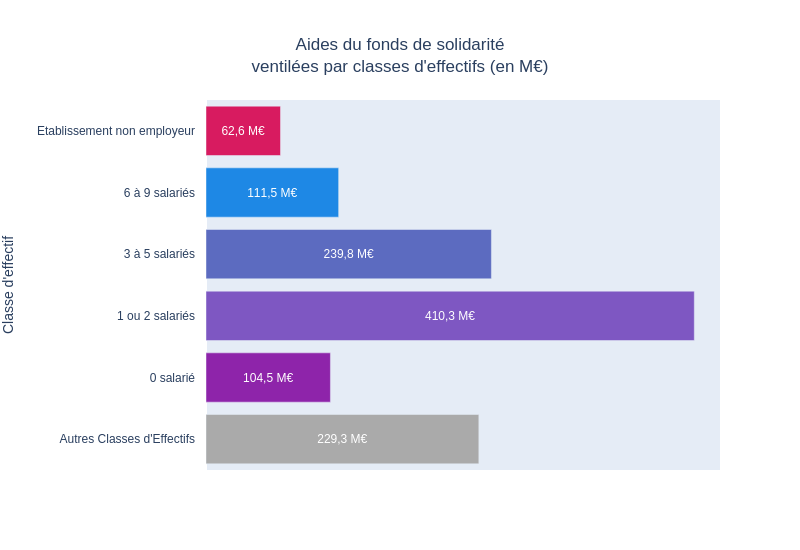 Aides du fonds de solidarité
ventilées par classes d'effectifs (en M€)
Classe d'effectif
Etablissement non employeur
62,6 M€
6 à 9 salariés
111,5 M€
3 à 5 salariés
239,8 M€
1 ou 2 salariés
410,3 M€
0 salarié
104,5 M€
Autres Classes d'Effectifs
229,3 M€